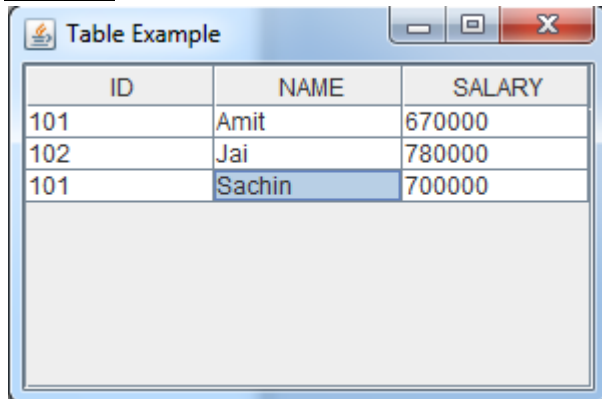 Table Example
ID NAME SALARY
101 Amit 670000
102 Jai 780000
101 Sachin 700000